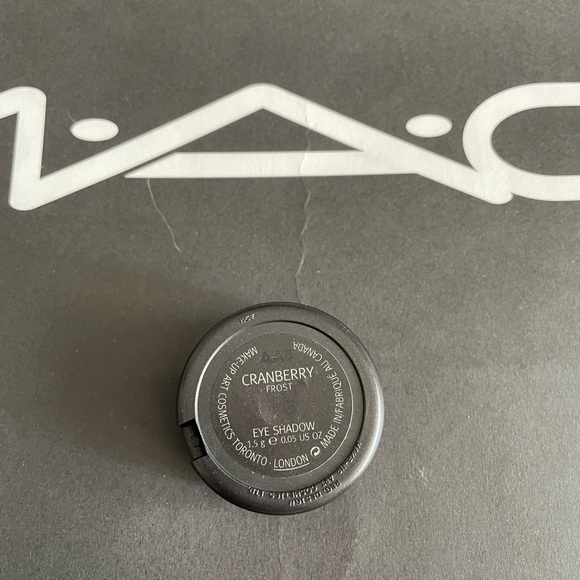 M·A·C
CRANBERRY
FROST
EYE SHADOW
1.5 g ℮ 0.05 US OZ
MAKE-UP ART COSMETICS TORONTO · LONDON
MADE IN/FABRIQUÉ AU CANADA